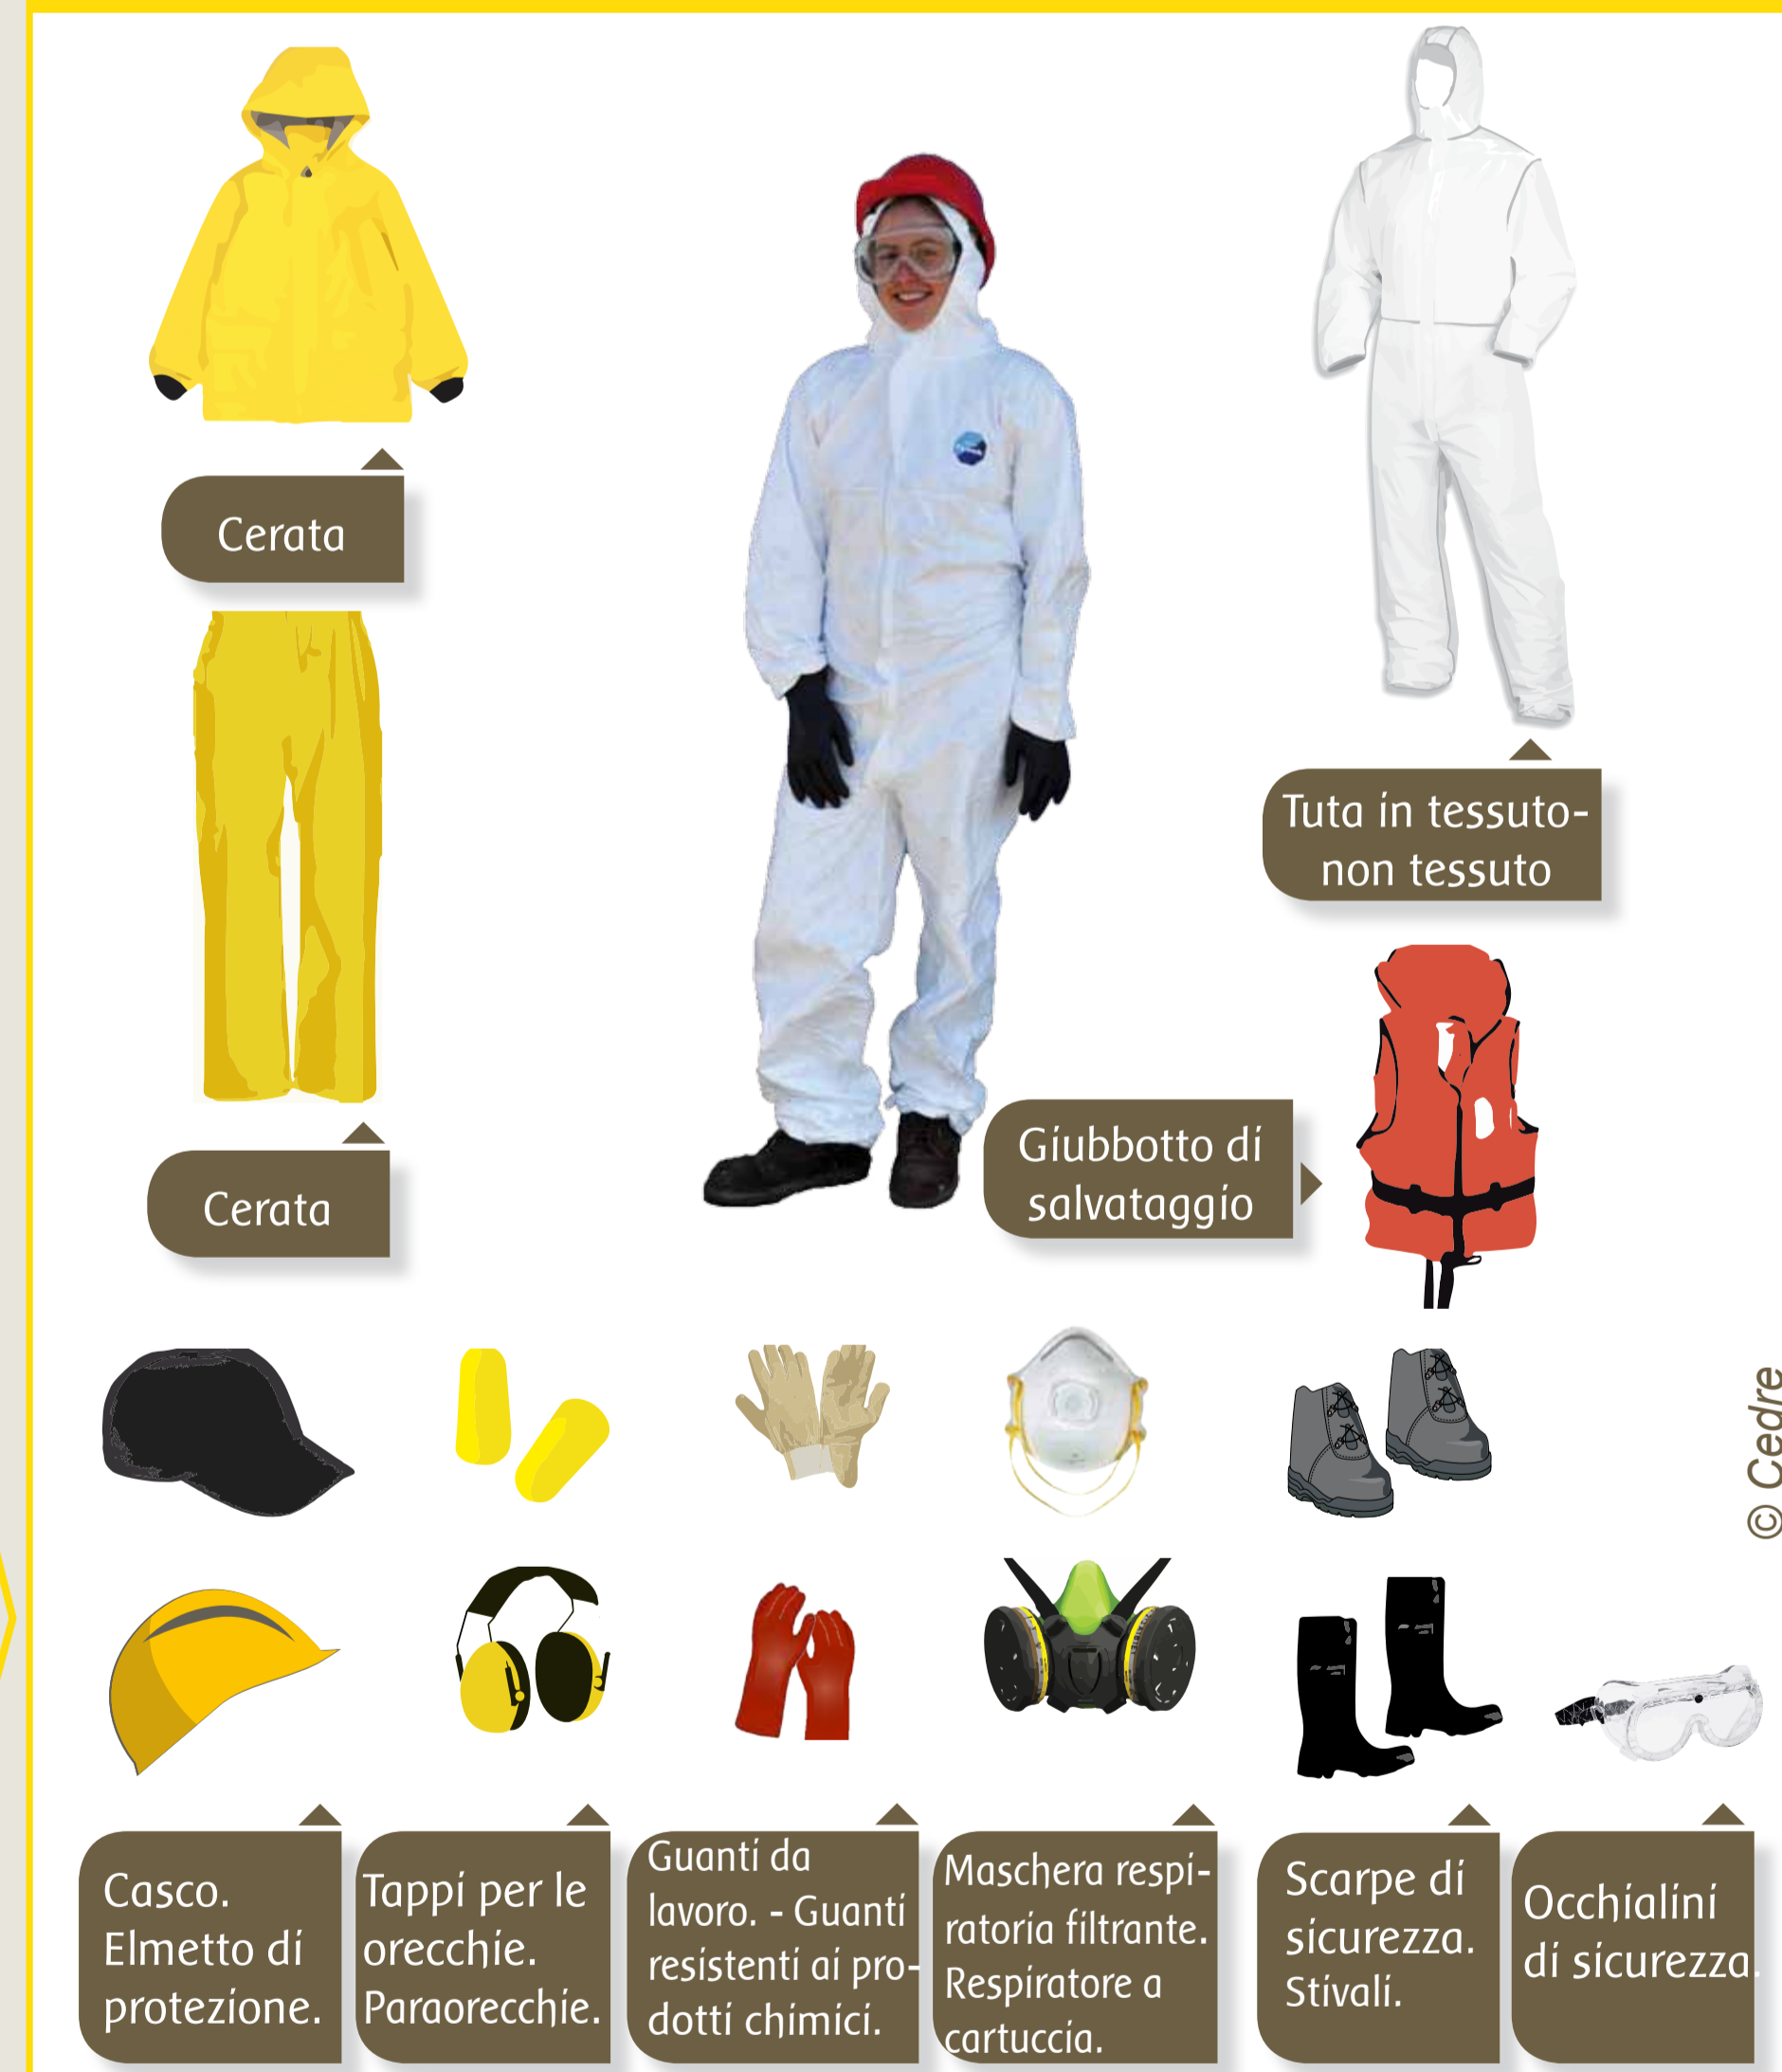 Cerata
Tuta in tessuto-
non tessuto
Cerata
Giubbotto di
salvataggio
© Cedre
Casco.
Elmetto di
protezione.
Tappi per le
orecchie.
Paraorecchie.
Guanti da
lavoro. - Guanti
resistenti ai pro-
dotti chimici.
Maschera respi-
ratoria filtrante.
Respiratore a
cartuccia.
Scarpe di
sicurezza.
Stivali.
Occhialini
di sicurezza.